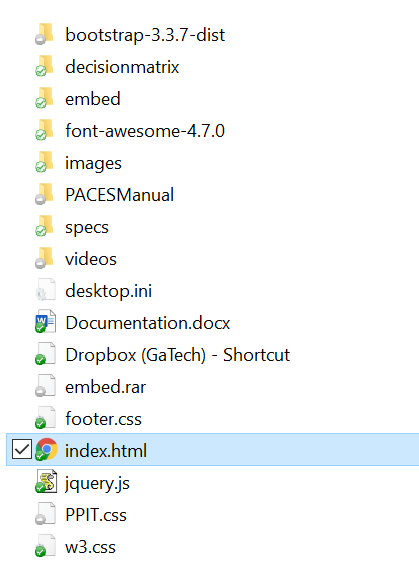 bootstrap-3.3.7-dist
decisionmatrix
embed
font-awesome-4.7.0
images
PACESManual
specs
videos
desktop.ini
Documentation.docx
Dropbox (GaTech) - Shortcut
embed.rar
footer.css
index.html
jquery.js
PPIT.css
w3.css